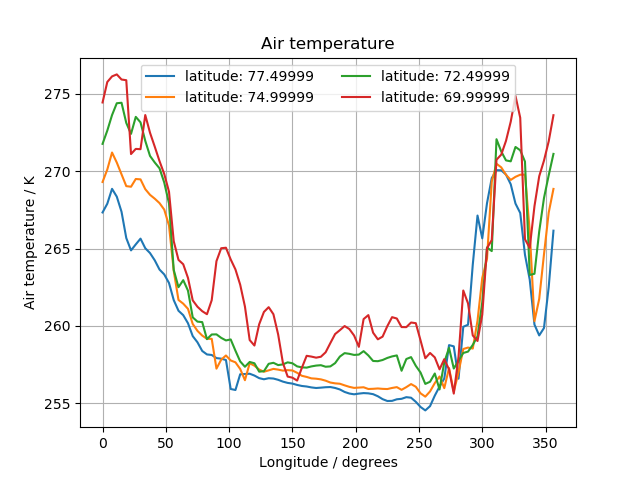 Air temperature
latitude: 77.49999
latitude: 74.99999
latitude: 72.49999
latitude: 69.99999
Air temperature / K
275
270
265
260
255
0 50 100 150 200 250 300 350
Longitude / degrees